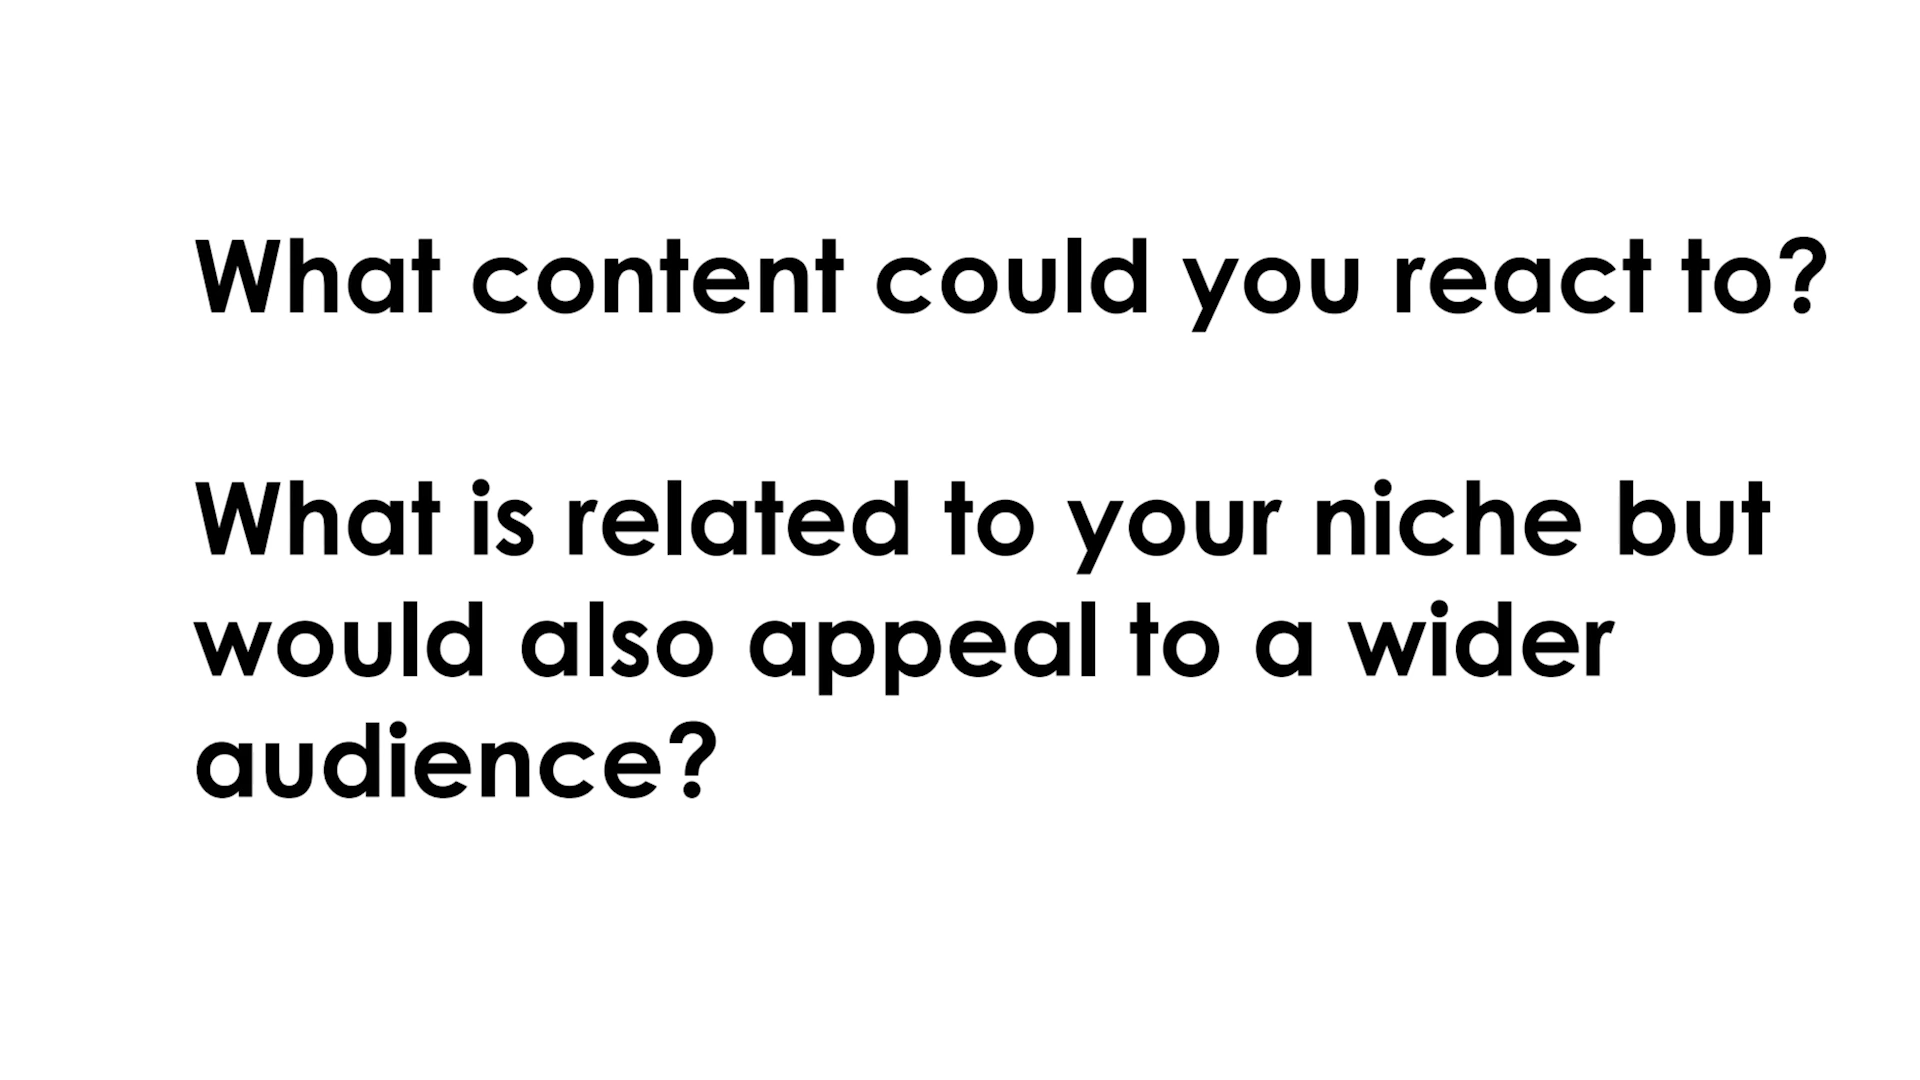 What content could you react to?
What is related to your niche but
would also appeal to a wider
audience?